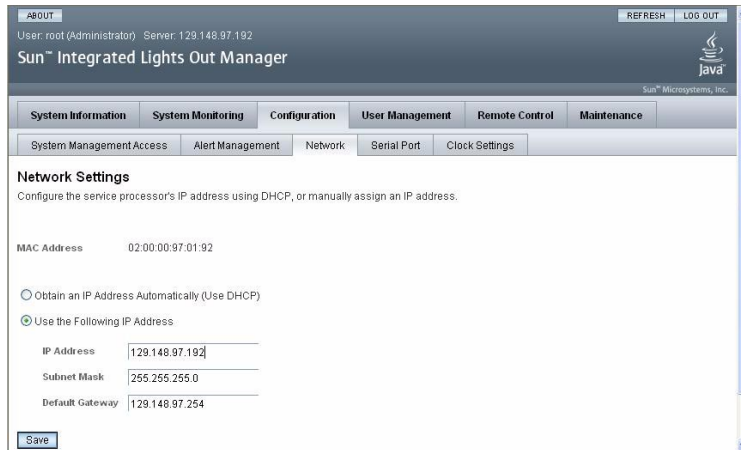 ABOUT
REFRESH LOG OUT
User: root (Administrator) Server: 129.148.97.192
Sun™ Integrated Lights Out Manager
Java™
Sun™ Microsystems, Inc.
System Information System Monitoring Configuration User Management Remote Control Maintenance
System Management Access Alert Management Network Serial Port Clock Settings
Network Settings
Configure the service processor's IP address using DHCP, or manually assign an IP address.
MAC Address 02:00:00:97:01:92
Obtain an IP Address Automatically (Use DHCP)
Use the Following IP Address
IP Address 129.148.97.192
Subnet Mask 255.255.255.0
Default Gateway 129.148.97.254
Save